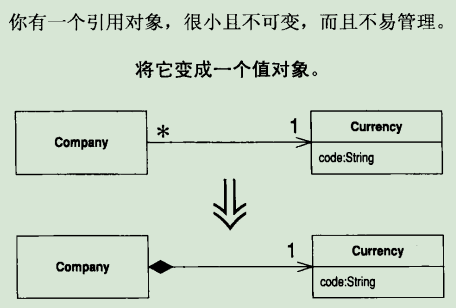 你有一个引用对象，很小且不可变，而且不易管理。
将它变成一个值对象。
Company
*
1
Currency
code:String
Company
1
Currency
code:String